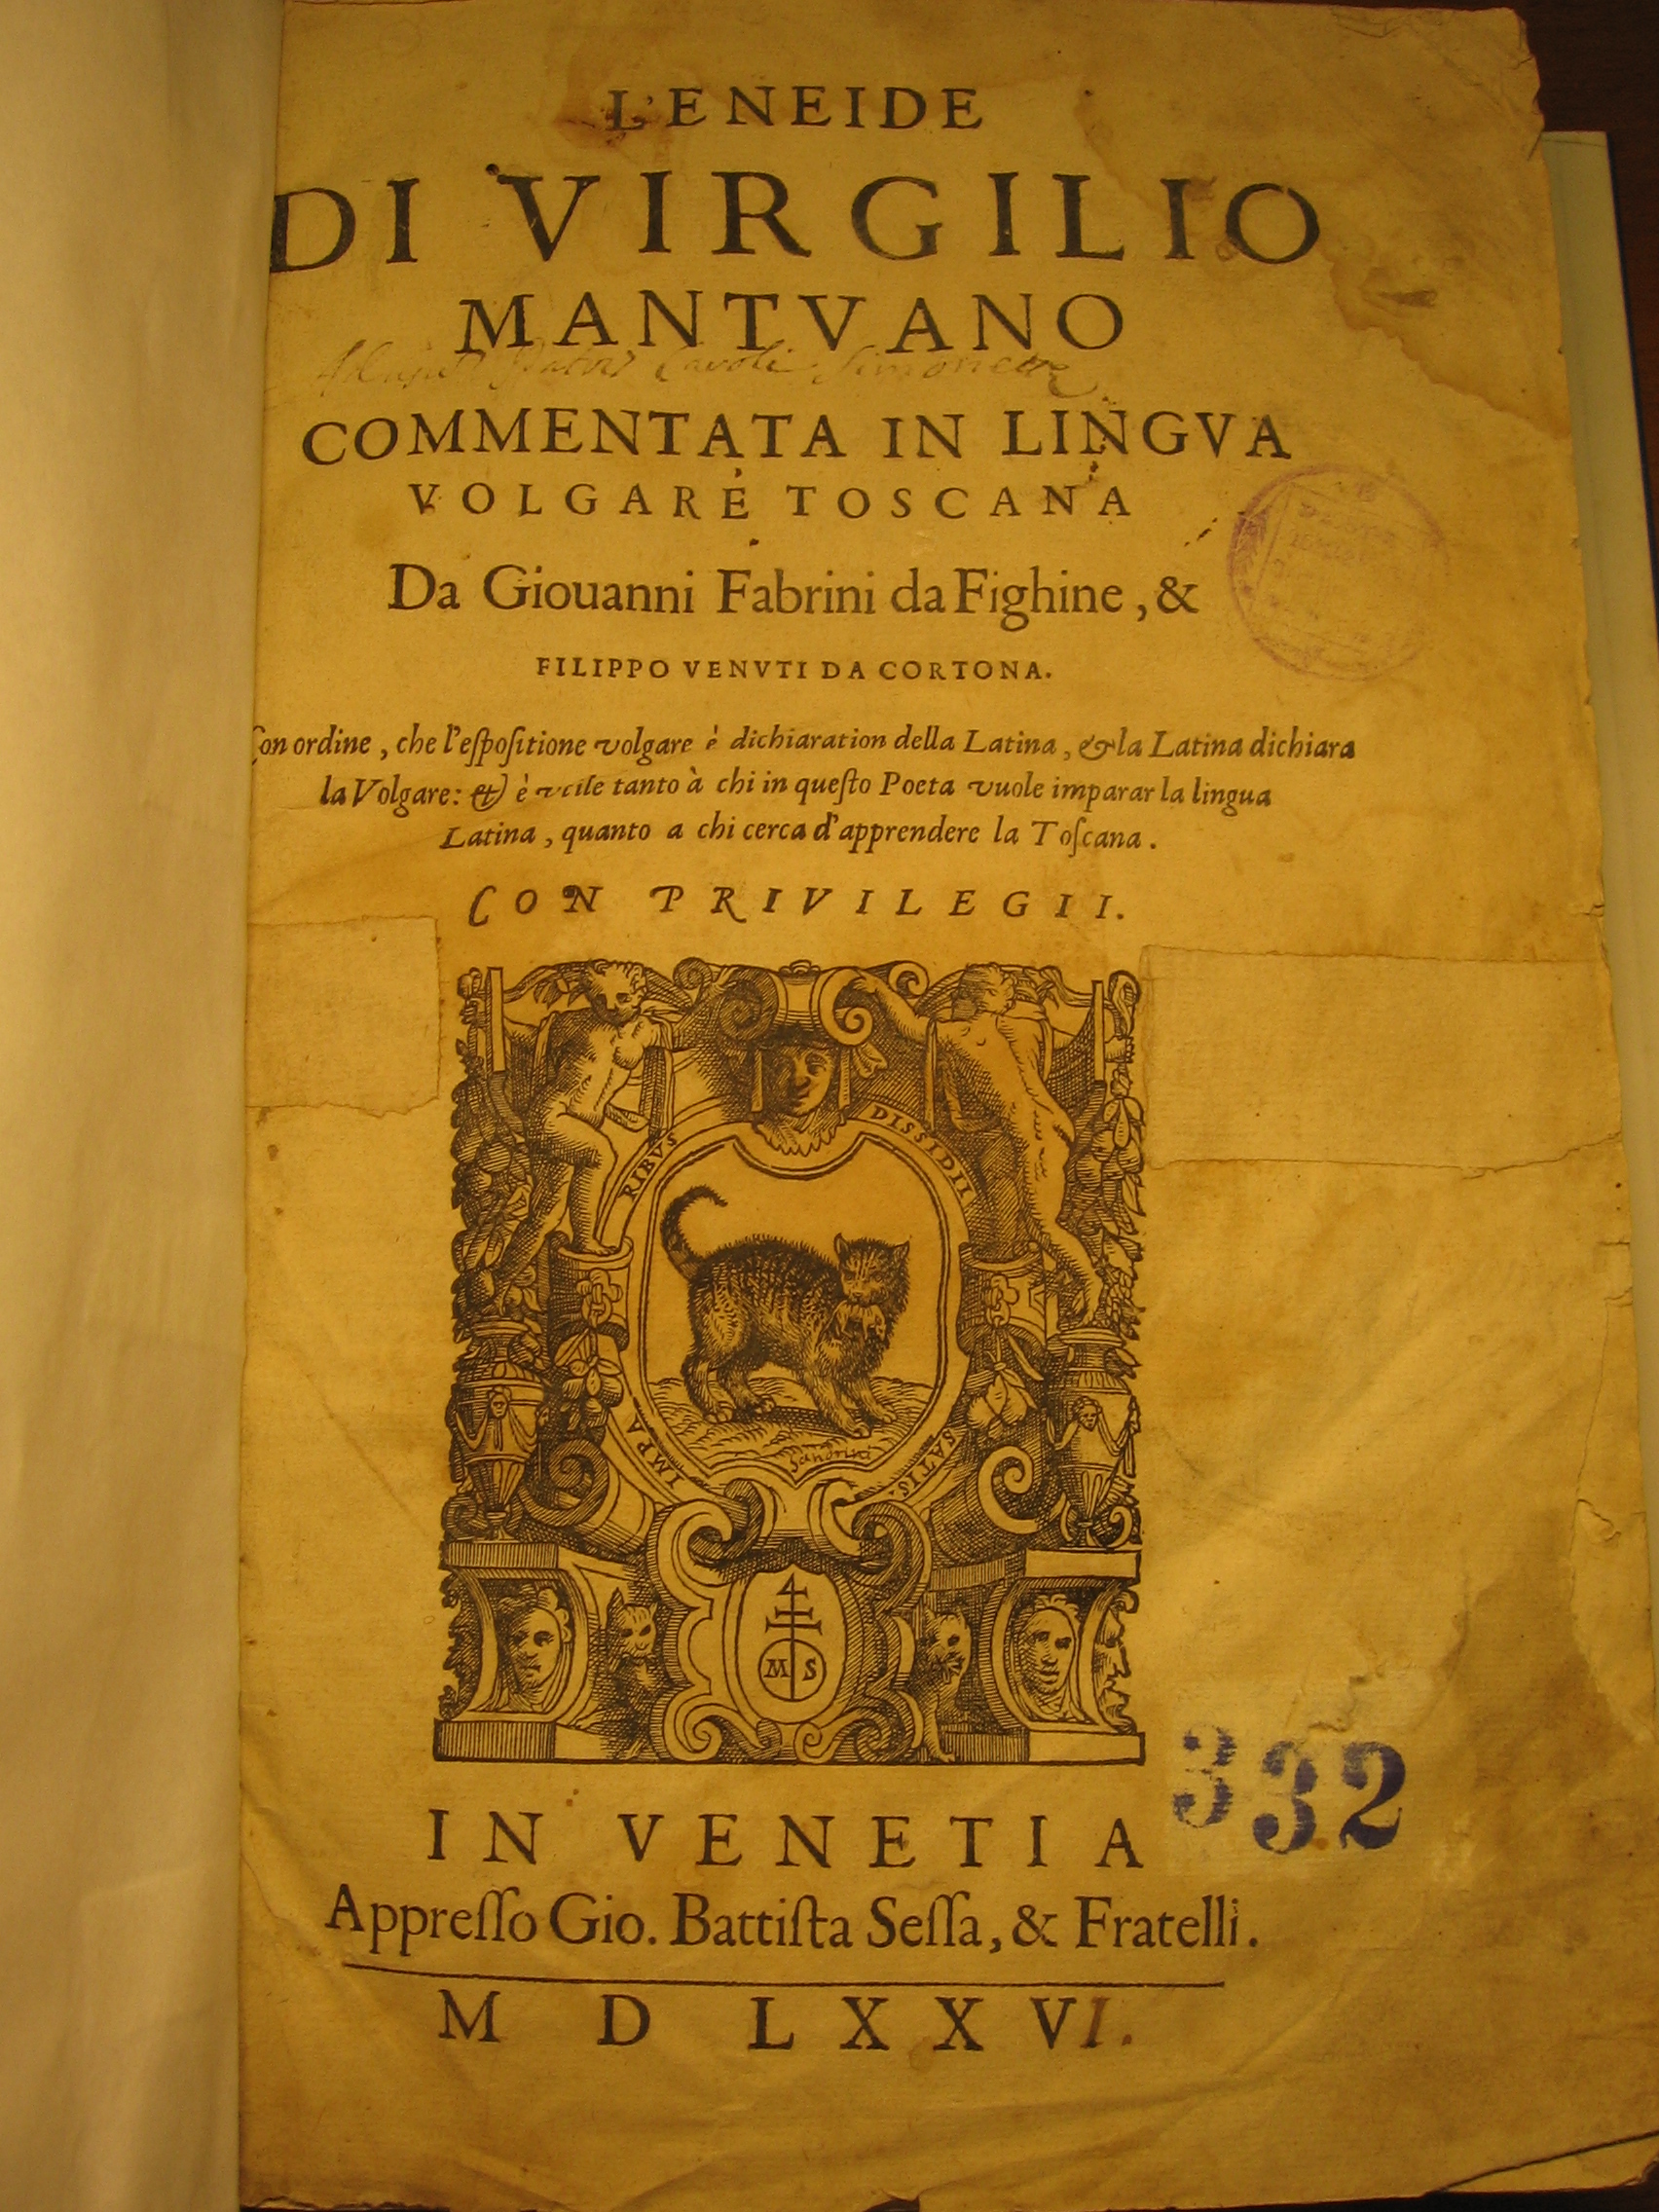 L'ENEIDE
DI VIRGILIO
MANTVANO
COMMENTATA IN LINGVA
VOLGARE TOSCANA
Da Giouanni Fabrini da Fighine, &
FILIPPO VENVTI DA CORTONA.
Con ordine, che l'eſpoſitione volgare è dichiaration della Latina, & la Latina dichiara
la Volgare: & è vtile tanto à chi in queſto Poeta vuole imparar la lingua
Latina, quanto a chi cerca d'apprendere la Toſcana.
CON PRIVILEGII.
DISSIDII
RIBVS
IMPA
SATIS.
M S
332
IN VENETIA
Appreſſo Gio. Battiſta Seſſa, & Fratelli.
M D LXXVI.